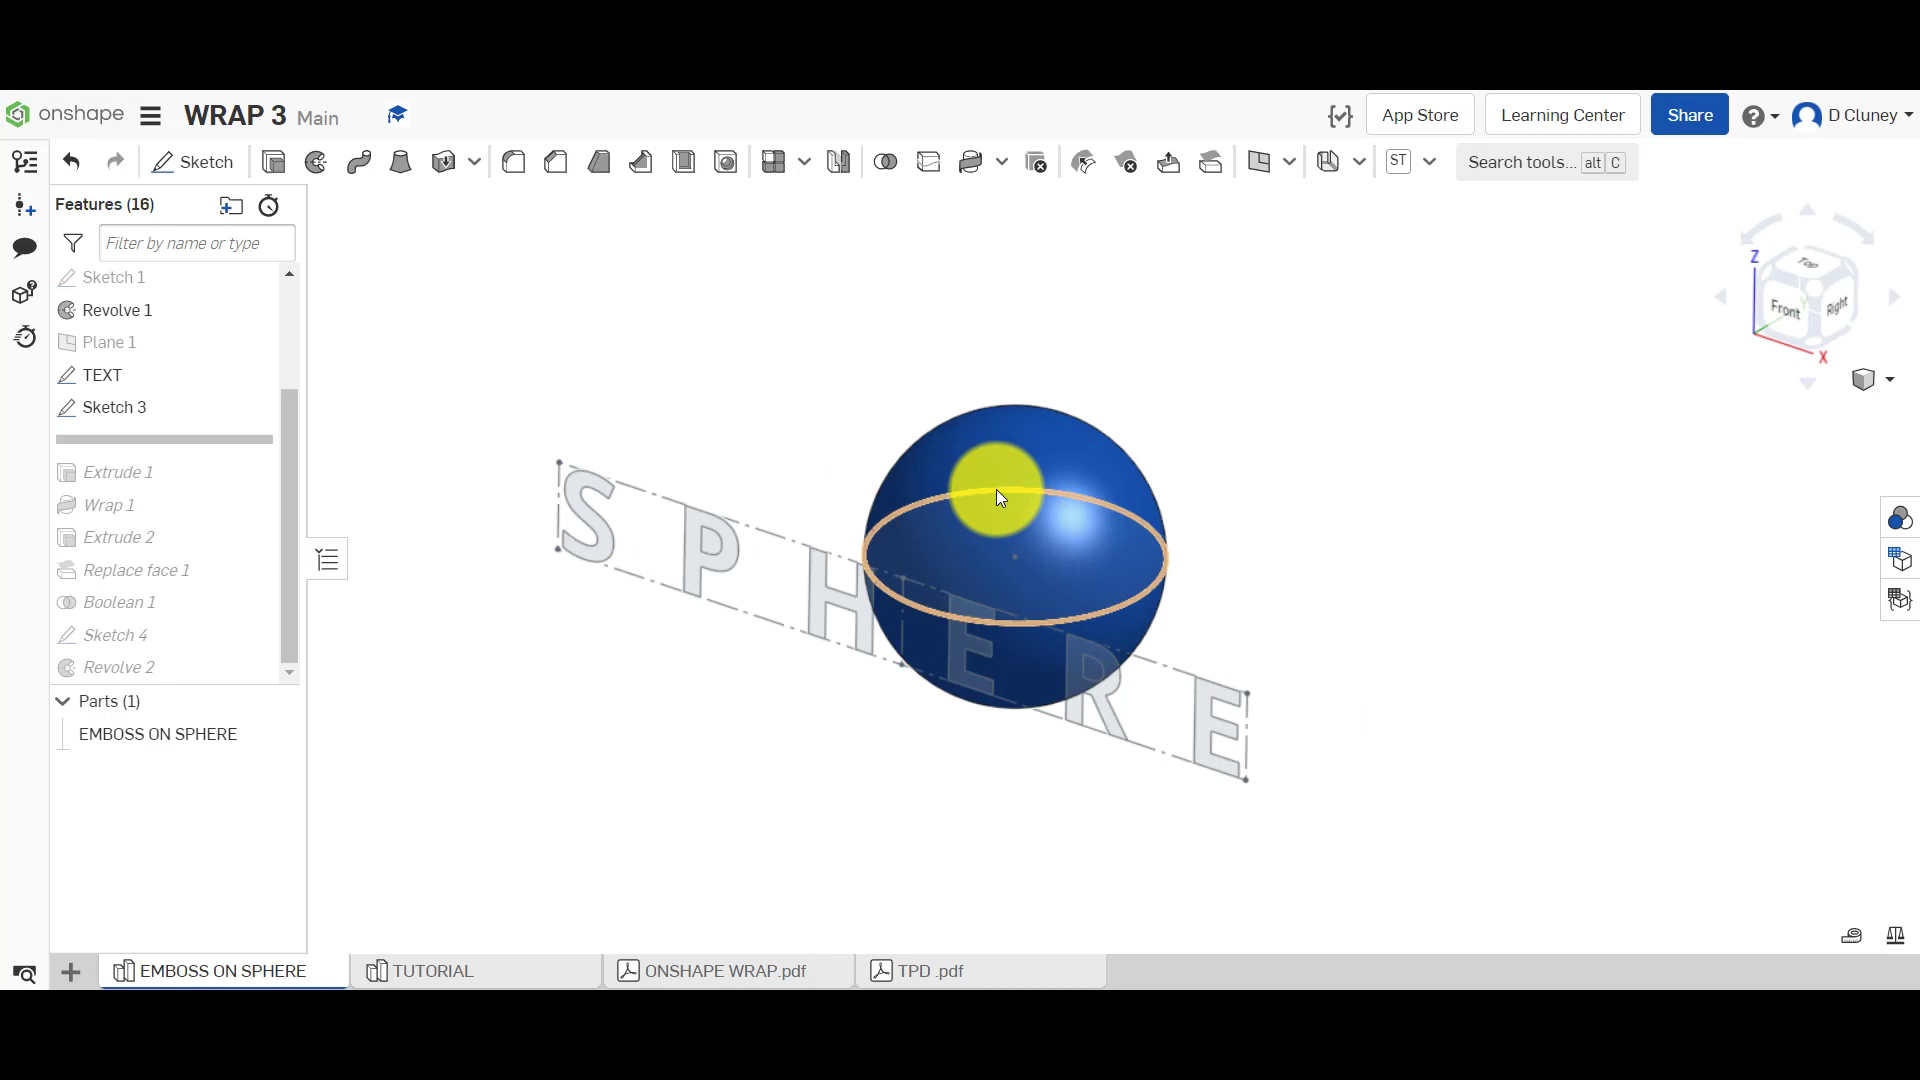 onshape WRAP 3 Main App Store Learning Center Share D Cluney
Sketch ST Search tools... alt C
Features (16)
Filter by name or type
Sketch 1
Revolve 1
Plane 1
TEXT
Sketch 3
Extrude 1
Wrap 1
Extrude 2
Replace face 1
Boolean 1
Sketch 4
Revolve 2
Parts (1)
EMBOSS ON SPHERE
SPHERE
Z
Top
Front
Right
Y
X
EMBOSS ON SPHERE TUTORIAL ONSHAPE WRAP.pdf TPD .pdf